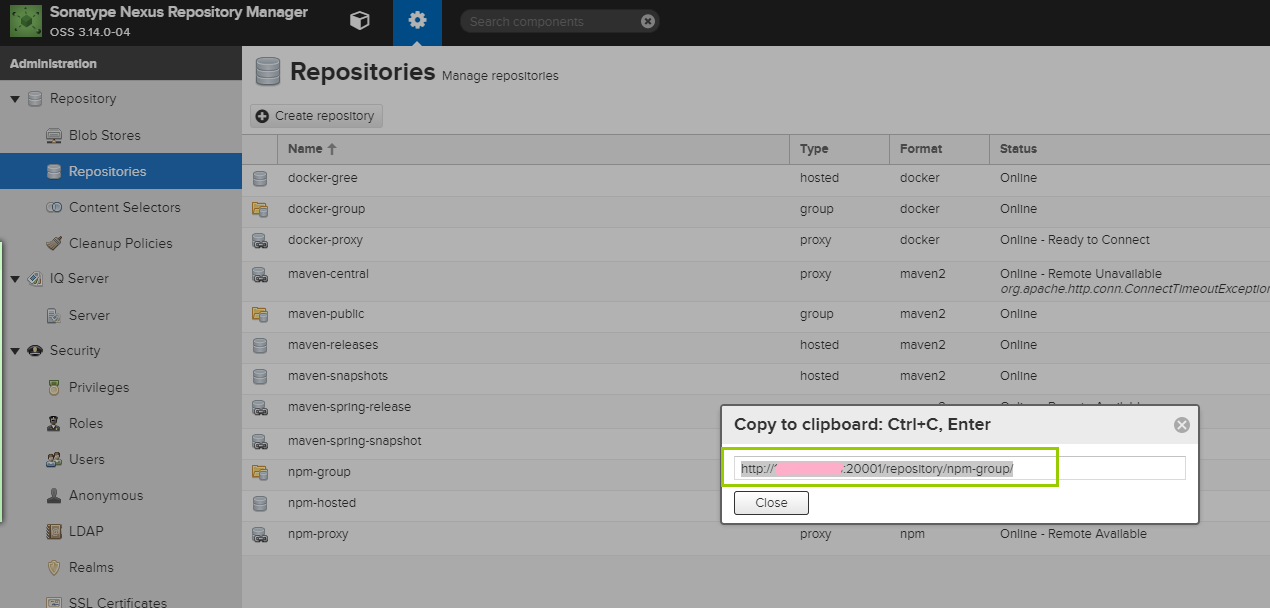 Sonatype Nexus Repository Manager
OSS 3.14.0-04
Search components
Administration
Repository
Blob Stores
Repositories
Content Selectors
Cleanup Policies
IQ Server
Server
Security
Privileges
Roles
Users
Anonymous
LDAP
Realms
SSL Certificates
Repositories Manage repositories
Create repository
Name Type Format Status
docker-gree hosted docker Online
docker-group group docker Online
docker-proxy proxy docker Online - Ready to Connect
maven-central proxy maven2 Online - Remote Unavailable
org.apache.http.conn.ConnectTimeoutException
maven-public group maven2 Online
maven-releases hosted maven2 Online
maven-snapshots hosted maven2 Online
maven-spring-release
maven-spring-snapshot
npm-group
npm-hosted
npm-proxy proxy npm Online - Remote Available
Copy to clipboard: Ctrl+C, Enter
http:// :20001/repository/npm-group/
Close